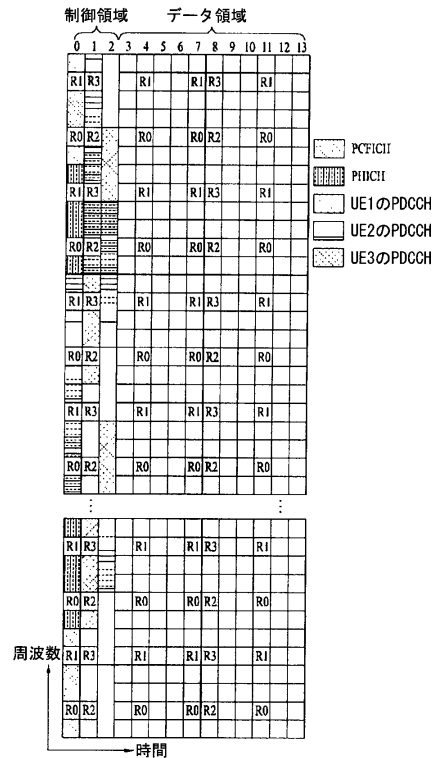 制御領域 データ領域
0 1 2 3 4 5 6 7 8 9 10 11 12 13
R1 R3 R1 R1 R3 R1
R0 R2 R0 R0 R2 R0
R1 R3 R1 R1 R3 R1
R0 R2 R0 R0 R2 R0
R1 R3 R1 R1 R3 R1
R0 R2 R0 R0 R2 R0
R1 R3 R1 R1 R3 R1
R0 R2 R0 R0 R2 R0
R1 R3 R1 R1 R3 R1
R0 R2 R0 R0 R2 R0
R1 R3 R1 R1 R3 R1
R0 R2 R0 R0 R2 R0
PCFICH
PHICH
UE1のPDCCH
UE2のPDCCH
UE3のPDCCH
周波数
時間